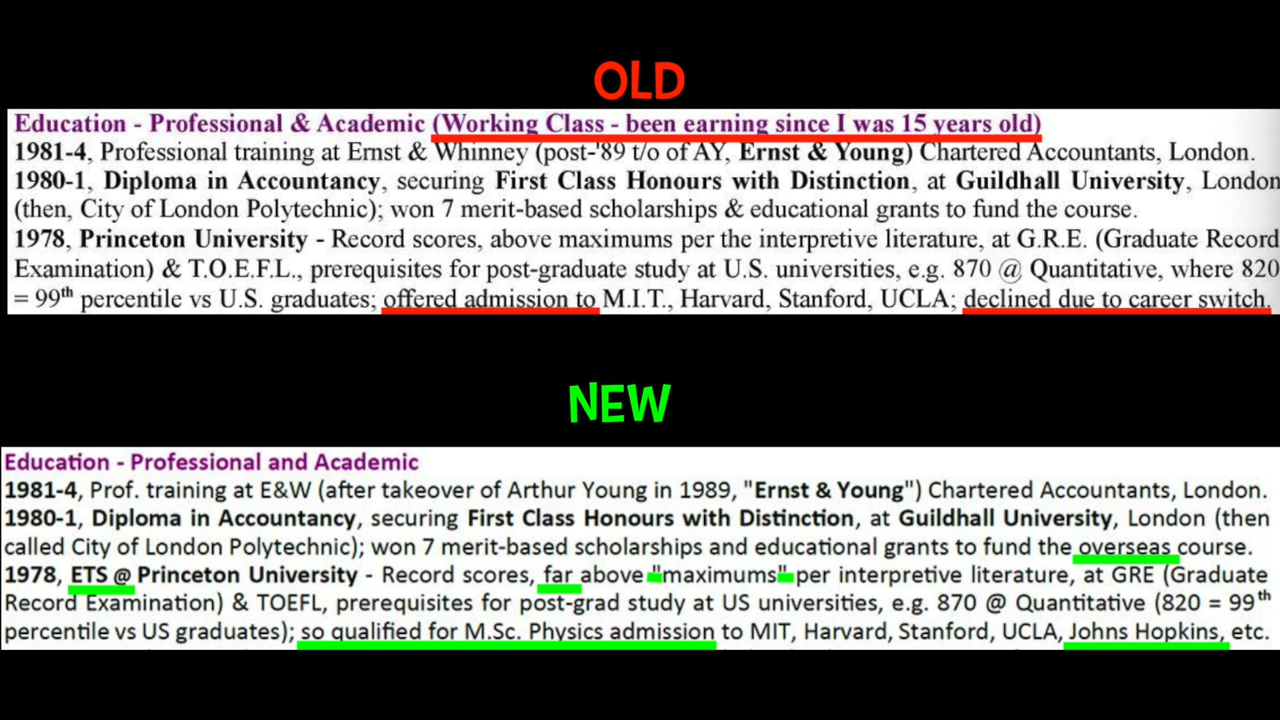 OLD
Education - Professional & Academic (Working Class - been earning since I was 15 years old)
1981-4, Professional training at Ernst & Whinney (post-'89 t/o of AY, Ernst & Young) Chartered Accountants, London.
1980-1, Diploma in Accountancy, securing First Class Honours with Distinction, at Guildhall University, London
(then, City of London Polytechnic); won 7 merit-based scholarships & educational grants to fund the course.
1978, Princeton University - Record scores, above maximums per the interpretive literature, at G.R.E. (Graduate Record
Examination) & T.O.E.F.L., prerequisites for post-graduate study at U.S. universities, e.g. 870 @ Quantitative, where 820
= 99th percentile vs U.S. graduates; offered admission to M.I.T., Harvard, Stanford, UCLA; declined due to career switch.
NEW
Education - Professional and Academic
1981-4, Prof. training at E&W (after takeover of Arthur Young in 1989, "Ernst & Young") Chartered Accountants, London.
1980-1, Diploma in Accountancy, securing First Class Honours with Distinction, at Guildhall University, London (then
called City of London Polytechnic); won 7 merit-based scholarships and educational grants to fund the overseas course.
1978, ETS @ Princeton University - Record scores, far above "maximums" per interpretive literature, at GRE (Graduate
Record Examination) & TOEFL, prerequisites for post-grad study at US universities, e.g. 870 @ Quantitative (820 = 99th
percentile vs US graduates); so qualified for M.Sc. Physics admission to MIT, Harvard, Stanford, UCLA, Johns Hopkins, etc.